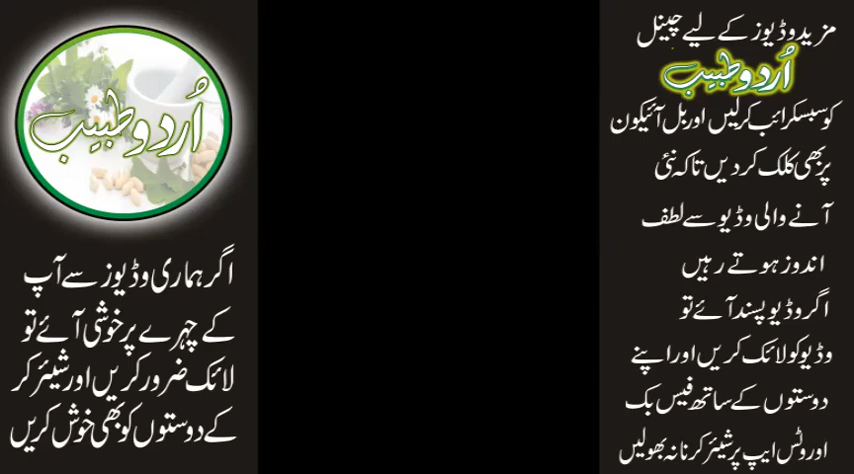 مزید وڈیوز کے لیے چینل
اُردو طبیب
کو سبسکرائب کر لیں اور بل آئیکون
پر بھی کلک کر دیں تاکہ نئی
آنے والی وڈیو سے لطف
اندوز ہوتے رہیں
اگر وڈیو پسند آئے تو
وڈیو کو لائک کریں اور اپنے
دوستوں کے ساتھ فیس بک
اور وٹس ایپ پر شیئر کرنا نہ بھولیں
اُردو طبیب
اگر ہماری وڈیوز سے آپ
کے چہرے پر خوشی آئے تو
لائک ضرور کریں اور شیئر کر
کے دوستوں کو بھی خوش کریں